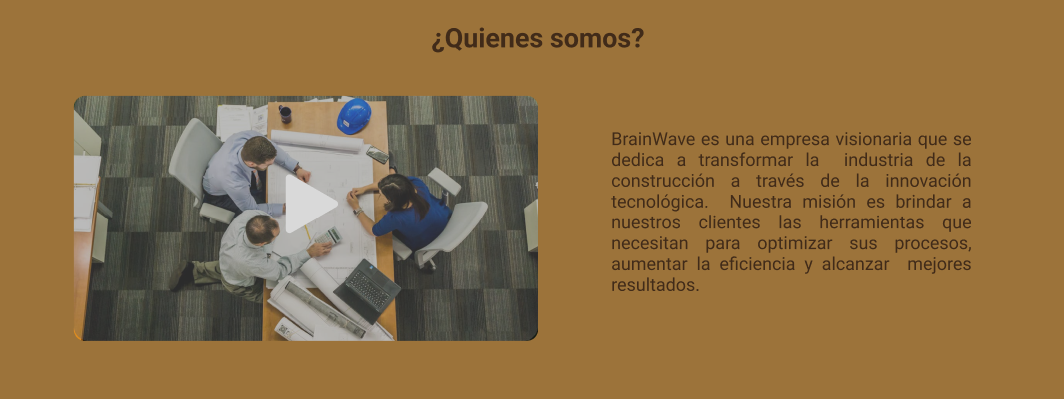 ¿Quienes somos?
BrainWave es una empresa visionaria que se
dedica a transformar la industria de la
construcción a través de la innovación
tecnológica. Nuestra misión es brindar a
nuestros clientes las herramientas que
necesitan para optimizar sus procesos,
aumentar la eficiencia y alcanzar mejores
resultados.